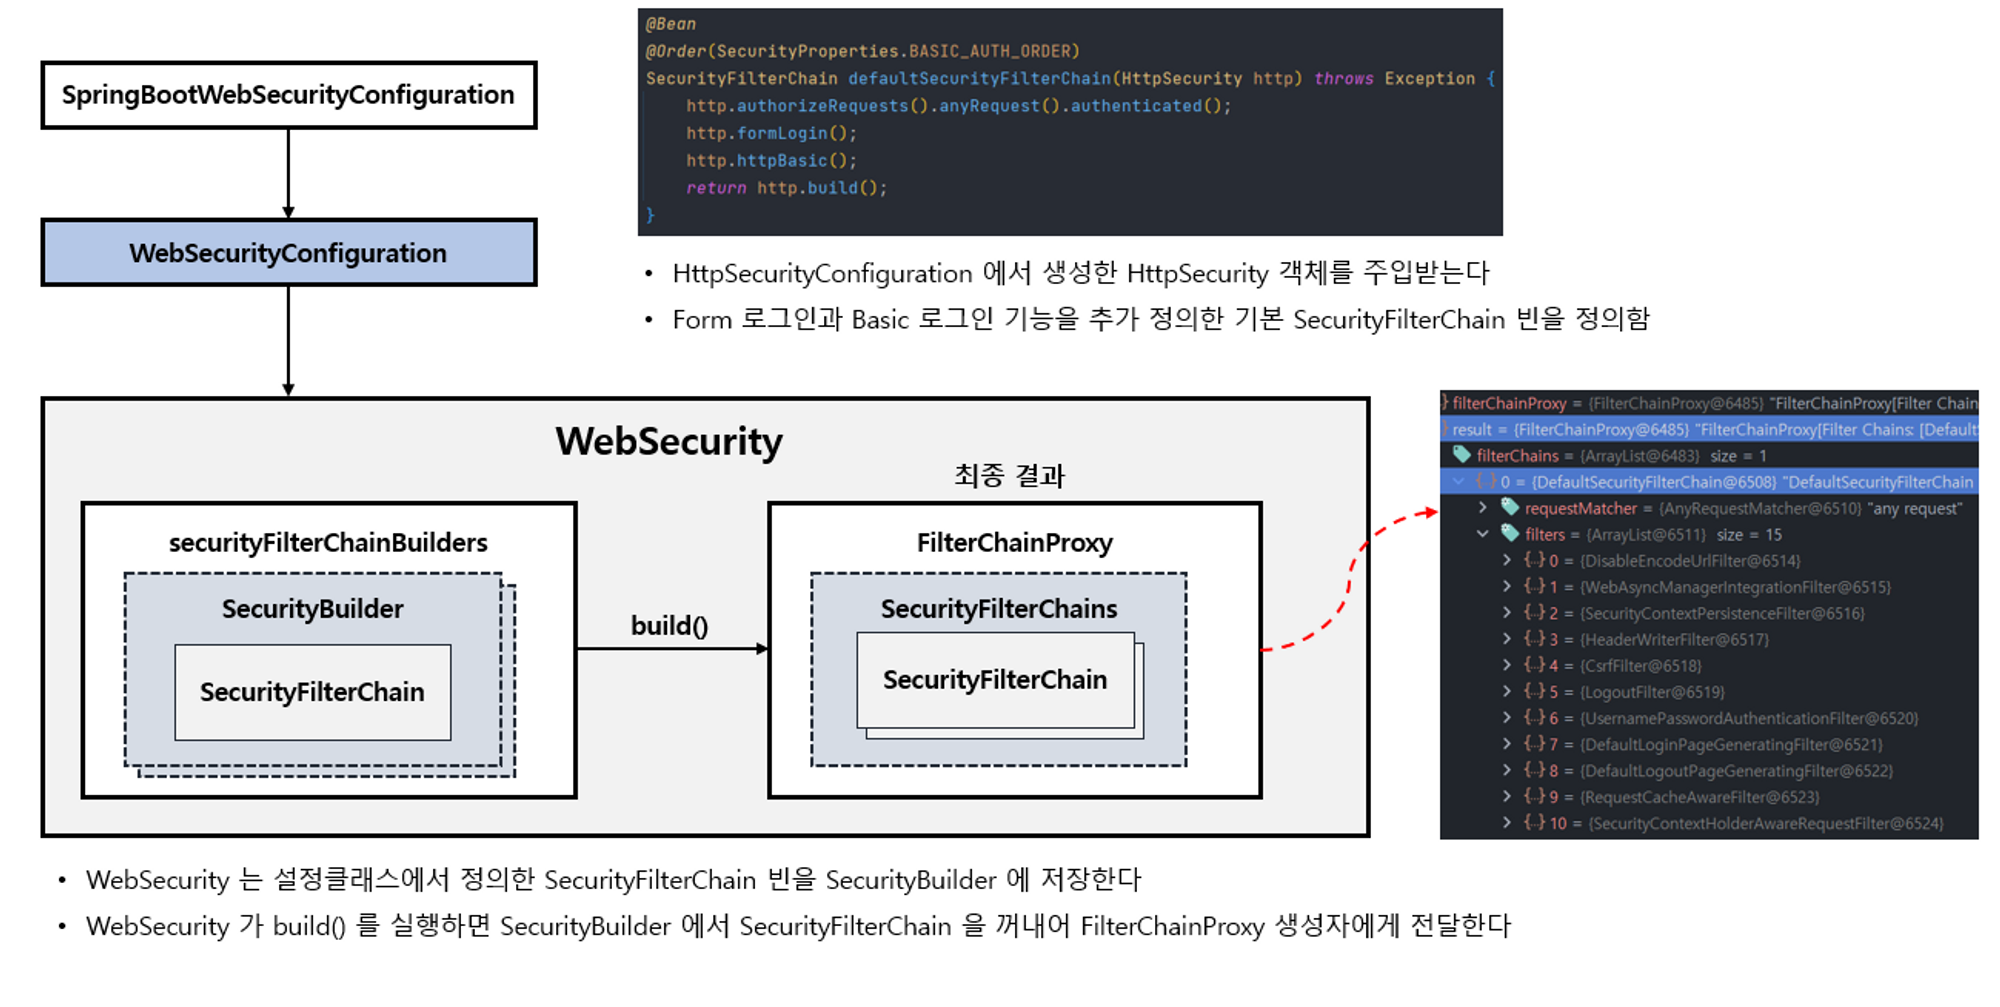 SpringBootWebSecurityConfiguration
WebSecurityConfiguration
@Bean
@Order(SecurityProperties.BASIC_AUTH_ORDER)
SecurityFilterChain defaultSecurityFilterChain(HttpSecurity http) throws Exception {
http.authorizeRequests().anyRequest().authenticated();
http.formLogin();
http.httpBasic();
return http.build();
}
• HttpSecurityConfiguration 에서 생성한 HttpSecurity 객체를 주입받는다
• Form 로그인과 Basic 로그인 기능을 추가 정의한 기본 SecurityFilterChain 빈을 정의함
WebSecurity
최종 결과
securityFilterChainBuilders
SecurityBuilder
SecurityFilterChain
build()
FilterChainProxy
SecurityFilterChains
SecurityFilterChain
} filterChainProxy = {FilterChainProxy@6485} "FilterChainProxy[Filter Chain
result = {FilterChainProxy@6485} "FilterChainProxy[Filter Chains: [DefaultS
filterChains = {ArrayList@6483} size = 1
{...} 0 = {DefaultSecurityFilterChain@6508} "DefaultSecurityFilterChain
requestMatcher = {AnyRequestMatcher@6510} "any request"
filters = {ArrayList@6511} size = 15
{...} 0 = {DisableEncodeUrlFilter@6514}
{...} 1 = {WebAsyncManagerIntegrationFilter@6515}
{...} 2 = {SecurityContextPersistenceFilter@6516}
{...} 3 = {HeaderWriterFilter@6517}
{...} 4 = {CsrfFilter@6518}
{...} 5 = {LogoutFilter@6519}
{...} 6 = {UsernamePasswordAuthenticationFilter@6520}
{...} 7 = {DefaultLoginPageGeneratingFilter@6521}
{...} 8 = {DefaultLogoutPageGeneratingFilter@6522}
{...} 9 = {RequestCacheAwareFilter@6523}
{...} 10 = {SecurityContextHolderAwareRequestFilter@6524}
• WebSecurity 는 설정클래스에서 정의한 SecurityFilterChain 빈을 SecurityBuilder 에 저장한다
• WebSecurity 가 build() 를 실행하면 SecurityBuilder 에서 SecurityFilterChain 을 꺼내어 FilterChainProxy 생성자에게 전달한다